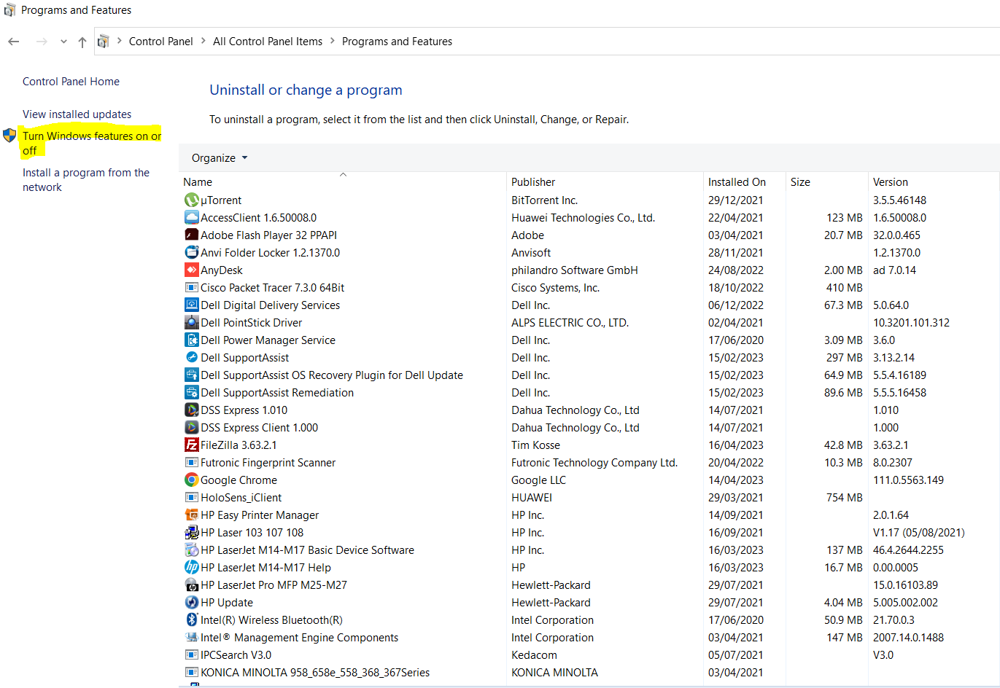 Programs and Features
Control Panel > All Control Panel Items > Programs and Features
Control Panel Home
View installed updates
Turn Windows features on or
off
Install a program from the
network
Uninstall or change a program
To uninstall a program, select it from the list and then click Uninstall, Change, or Repair.
Organize
Name Publisher Installed On Size Version
µTorrent BitTorrent Inc. 29/12/2021 3.5.5.46148
AccessClient 1.6.50008.0 Huawei Technologies Co., Ltd. 22/04/2021 123 MB 1.6.50008.0
Adobe Flash Player 32 PPAPI Adobe 03/04/2021 20.7 MB 32.0.0.465
Anvi Folder Locker 1.2.1370.0 Anvisoft 28/11/2021 1.2.1370.0
AnyDesk philandro Software GmbH 24/08/2022 2.00 MB ad 7.0.14
Cisco Packet Tracer 7.3.0 64Bit Cisco Systems, Inc. 18/10/2022 410 MB
Dell Digital Delivery Services Dell Inc. 06/12/2022 67.3 MB 5.0.64.0
Dell PointStick Driver ALPS ELECTRIC CO., LTD. 02/04/2021 10.3201.101.312
Dell Power Manager Service Dell Inc. 17/06/2020 3.09 MB 3.6.0
Dell SupportAssist Dell Inc. 15/02/2023 297 MB 3.13.2.14
Dell SupportAssist OS Recovery Plugin for Dell Update Dell Inc. 15/02/2023 64.9 MB 5.5.4.16189
Dell SupportAssist Remediation Dell Inc. 15/02/2023 89.6 MB 5.5.5.16458
DSS Express 1.010 Dahua Technology Co., Ltd 14/07/2021 1.010
DSS Express Client 1.000 Dahua Technology Co., Ltd 14/07/2021 1.000
FileZilla 3.63.2.1 Tim Kosse 16/04/2023 42.8 MB 3.63.2.1
Futronic Fingerprint Scanner Futronic Technology Company Ltd. 20/04/2022 10.3 MB 8.0.2307
Google Chrome Google LLC 14/04/2023 111.0.5563.149
HoloSens_iClient HUAWEI 29/03/2021 754 MB
HP Easy Printer Manager HP Inc. 14/09/2021 2.0.1.64
HP Laser 103 107 108 HP Inc. 16/09/2021 V1.17 (05/08/2021)
HP LaserJet M14-M17 Basic Device Software HP Inc. 16/03/2023 137 MB 46.4.2644.2255
HP LaserJet M14-M17 Help HP 16/03/2023 16.7 MB 0.00.0005
HP LaserJet Pro MFP M25-M27 Hewlett-Packard 29/07/2021 15.0.16103.89
HP Update Hewlett-Packard 29/07/2021 4.04 MB 5.005.002.002
Intel(R) Wireless Bluetooth(R) Intel Corporation 17/06/2020 50.9 MB 21.70.0.3
Intel® Management Engine Components Intel Corporation 03/04/2021 147 MB 2007.14.0.1488
IPCSearch V3.0 Kedacom 05/07/2021 V3.0
KONICA MINOLTA 958_658e_558_368_367Series KONICA MINOLTA 03/04/2021